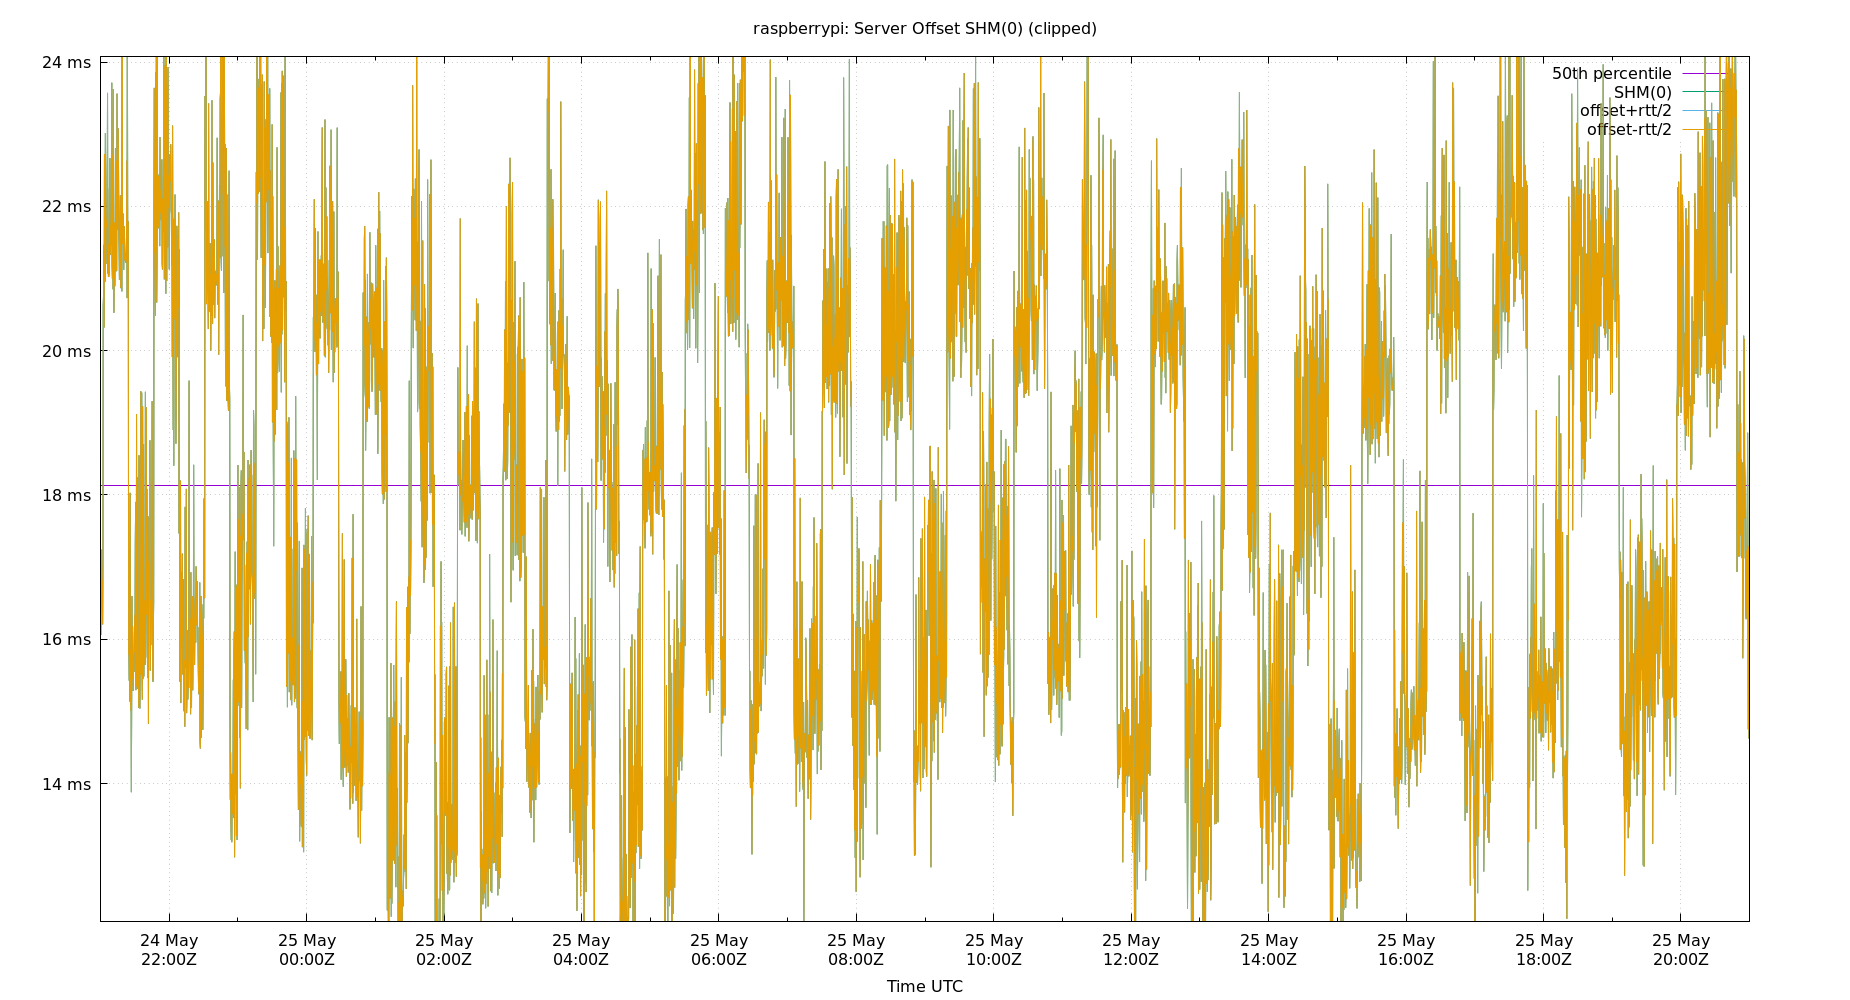 raspberrypi: Server Offset SHM(0) (clipped)
24 ms
22 ms
20 ms
18 ms
16 ms
14 ms
50th percentile
SHM(0)
offset+rtt/2
offset-rtt/2
24 May 25 May 25 May 25 May 25 May 25 May 25 May 25 May 25 May 25 May 25 May 25 May
22:00Z 00:00Z 02:00Z 04:00Z 06:00Z 08:00Z 10:00Z 12:00Z 14:00Z 16:00Z 18:00Z 20:00Z
Time UTC